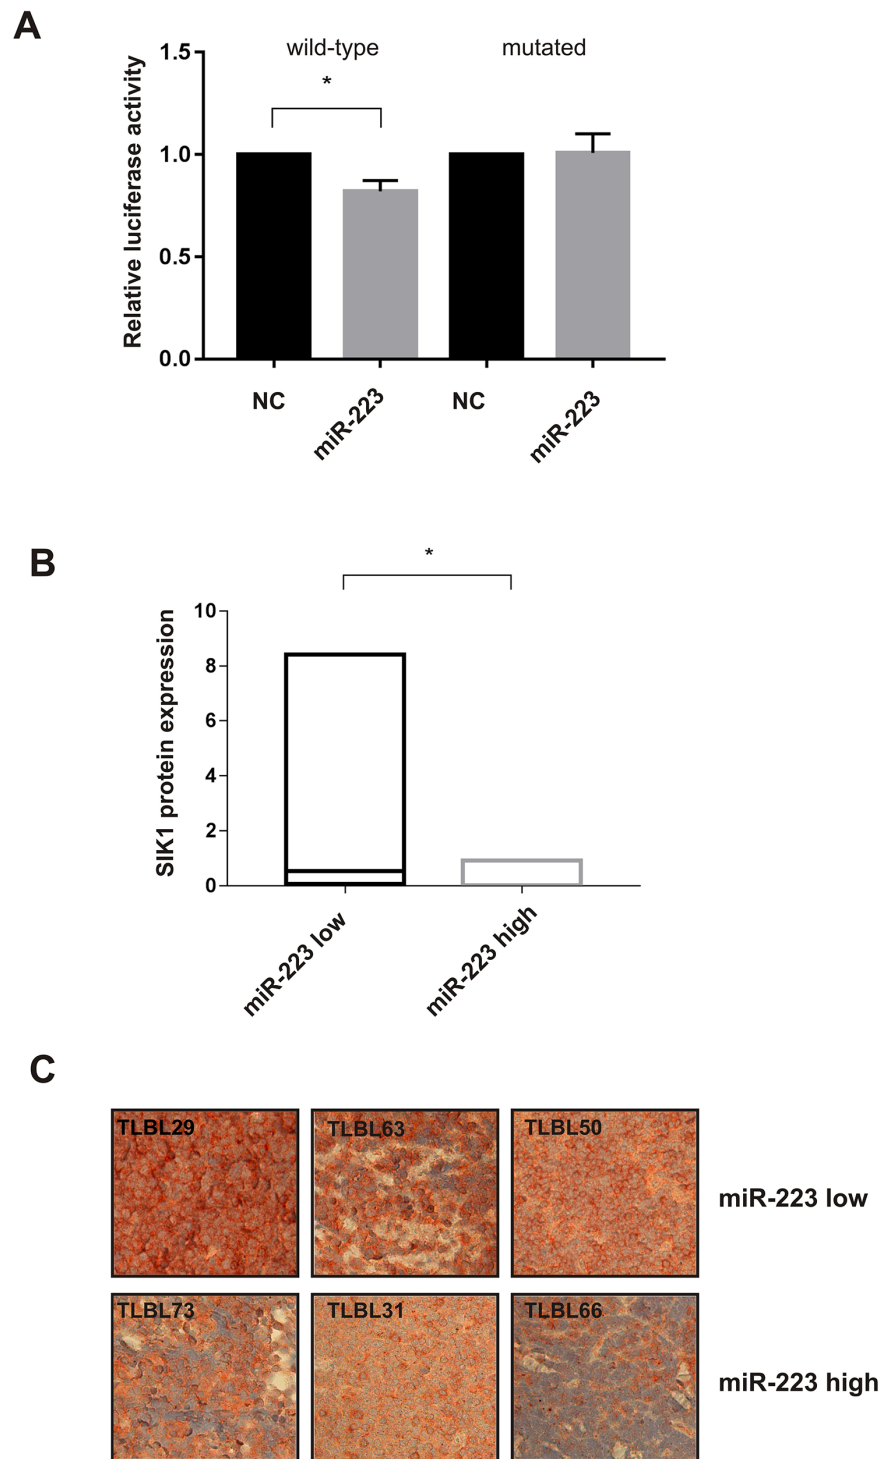 A
wild-type
mutated
*
Relative luciferase activity
1.5
1.0
0.5
0.0
NC
miR-223
NC
miR-223
B
*
SIK1 protein expression
10
8
6
4
2
0
miR-223 low
miR-223 high
C
TLBL29
TLBL63
TLBL50
miR-223 low
TLBL73
TLBL31
TLBL66
miR-223 high